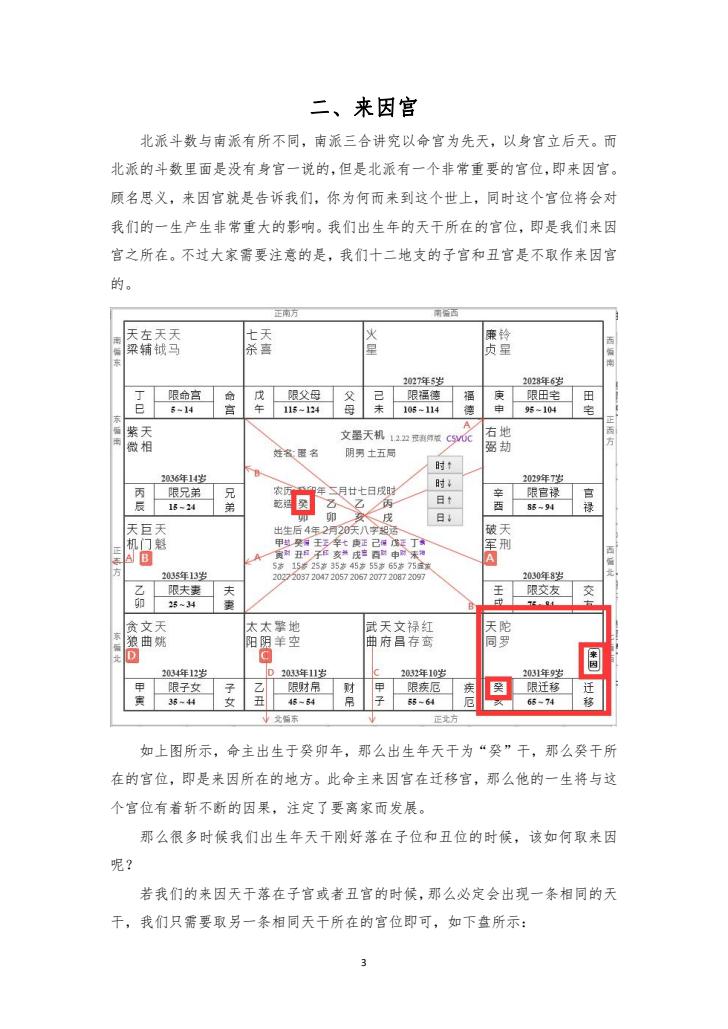 二、来因宫
北派斗数与南派有所不同，南派三合讲究以命宫为先天，以身宫立后天。而
北派的斗数里面是没有身宫一说的，但是北派有一个非常重要的宫位，即来因宫。
顾名思义，来因宫就是告诉我们，你为何而来到这个世上，同时这个宫位将会对
我们的一生产生非常重大的影响。我们出生年的天干所在的宫位，即是我们来因
宫之所在。不过大家需要注意的是，我们十二地支的子宫和丑宫是不取作来因宫
的。
正南方 南偏西
南偏东
天左天天
梁辅钺马
丁 限命宫 命
巳 5~14 宫
七天
杀喜
戊 限父母 父
午 115~124 母
火
星
2027年5岁
己 限福德 福
未 105~114 德
廉铃
贞星
2028年6岁
庚 限田宅 田
申 95~104 宅
西偏南
东偏南
紫天
微相
2036年14岁
丙 限兄弟 兄
辰 15~24 弟
文墨天机 1.2.22 预测师版 CSVUC
姓名: 匿名 阴男 土五局
时↑
时↓
日↑
日↓
农历 癸卯年 二月廿七日戌时
乾造 癸 乙 乙 丙
卯 卯 亥 戌
出生后 4年 2月20天八字起运
甲 癸 壬 辛 庚 己 戊 丁
寅 丑 子 亥 戌 酉 申 未
5岁 15岁 25岁 35岁 45岁 55岁 65岁 75岁
2027 2037 2047 2057 2067 2077 2087 2097
A
B
A
B
右地
弼劫
2029年7岁
辛 限官禄 官
酉 85~94 禄
正西方
正东方
天巨天
机门魁
A B
2035年13岁
乙 限夫妻 夫
卯 25~34 妻
破天
军刑
A
2030年8岁
壬 限交友 交
戌 75~84 友
西偏北
东偏北
贪文天
狼曲姚
D
2034年12岁
甲 限子女 子
寅 35~44 女
太太擎地
阳阴羊空
C
D 2033年11岁
乙 限财帛 财
丑 45~54 帛
武天文禄红
曲府昌存鸾
C 2032年10岁
甲 限疾厄 疾
子 55~64 厄
天陀
同罗
来因
2031年9岁
癸 限迁移 迁
亥 65~74 移
北偏东 正北方
如上图所示，命主出生于癸卯年，那么出生年天干为“癸”干，那么癸干所
在的宫位，即是来因所在的地方。此命主来因宫在迁移宫，那么他的一生将与这
个宫位有着斩不断的因果，注定了要离家而发展。
那么很多时候我们出生年天干刚好落在子位和丑位的时候，该如何取来因
呢？
若我们的来因天干落在子宫或者丑宫的时候，那么必定会出现一条相同的天
干，我们只需要取另一条相同天干所在的宫位即可，如下盘所示：
3